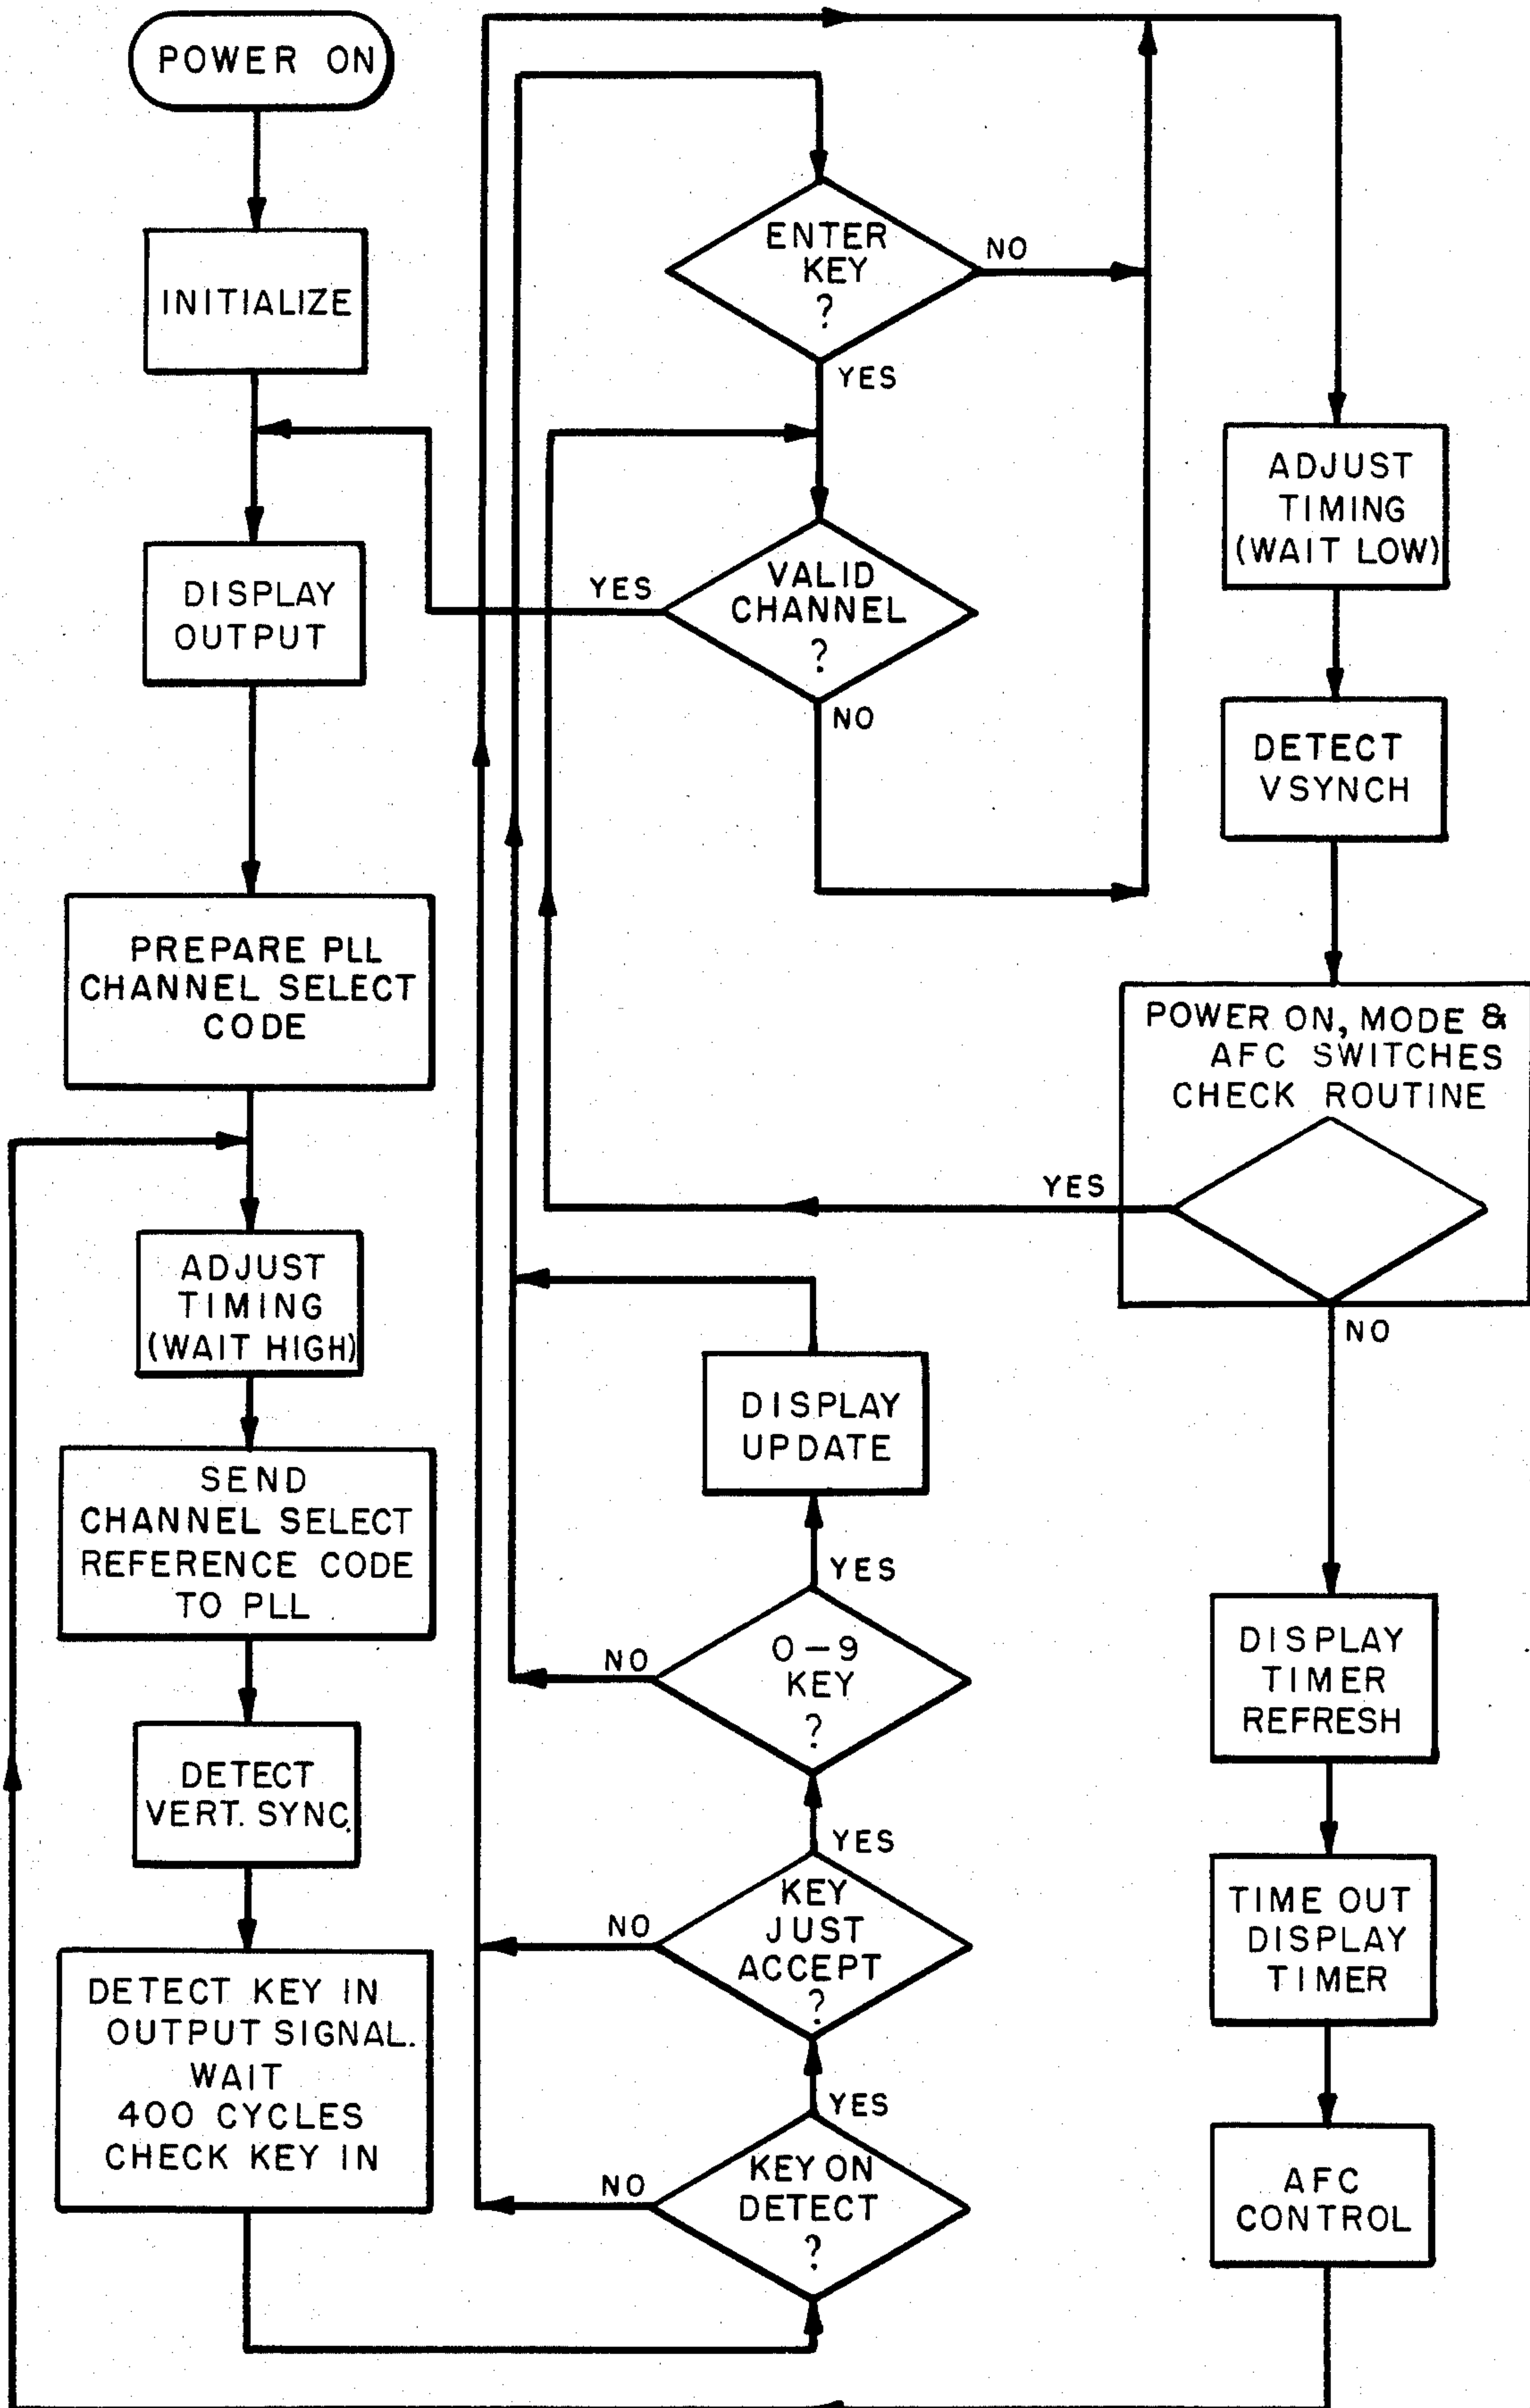 POWER ON
INITIALIZE
DISPLAY
OUTPUT
PREPARE PLL
CHANNEL SELECT
CODE
ADJUST
TIMING
(WAIT HIGH)
SEND
CHANNEL SELECT
REFERENCE CODE
TO PLL
DETECT
VERT. SYNC.
DETECT KEY IN
OUTPUT SIGNAL.
WAIT
400 CYCLES
CHECK KEY IN
KEY ON
DETECT
?
NO
YES
KEY
JUST
ACCEPT
?
NO
YES
0-9
KEY
?
NO
YES
DISPLAY
UPDATE
ENTER
KEY
?
NO
YES
VALID
CHANNEL
?
YES
NO
ADJUST
TIMING
(WAIT LOW)
DETECT
VSYNCH
POWER ON, MODE &
AFC SWITCHES
CHECK ROUTINE
YES
NO
DISPLAY
TIMER
REFRESH
TIME OUT
DISPLAY
TIMER
AFC
CONTROL